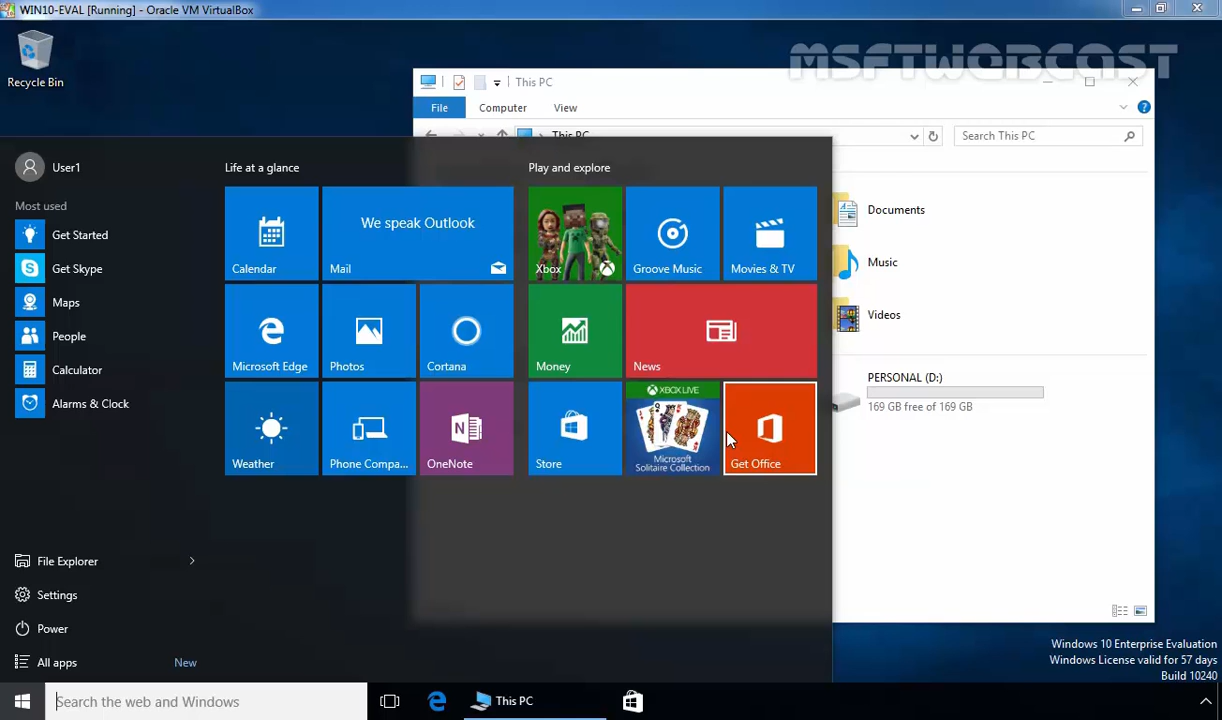 WIN10-EVAL [Running] - Oracle VM VirtualBox
MSFTWEBCAST
Recycle Bin
This PC
File
Computer
View
This PC
Search This PC
User1
Most used
Get Started
Get Skype
Maps
People
Calculator
Alarms & Clock
File Explorer
Settings
Power
All apps
New
Life at a glance
Calendar
We speak Outlook
Mail
Microsoft Edge
Photos
Cortana
Weather
Phone Compa...
OneNote
Play and explore
Xbox
Groove Music
Movies & TV
Money
News
Store
XBOX LIVE
Microsoft
Solitaire Collection
Get Office
Documents
Music
Videos
PERSONAL (D:)
169 GB free of 169 GB
Windows 10 Enterprise Evaluation
Windows License valid for 57 days
Build 10240
Search the web and Windows
This PC